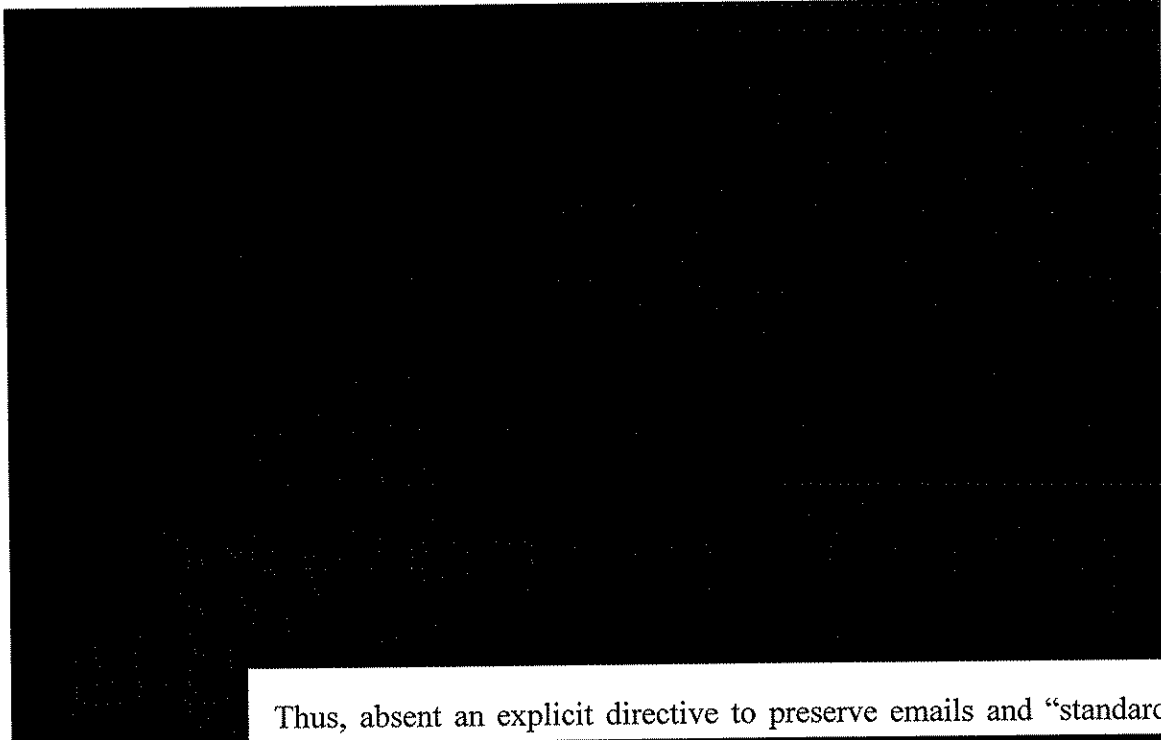 Thus, absent an explicit directive to preserve emails and “standard